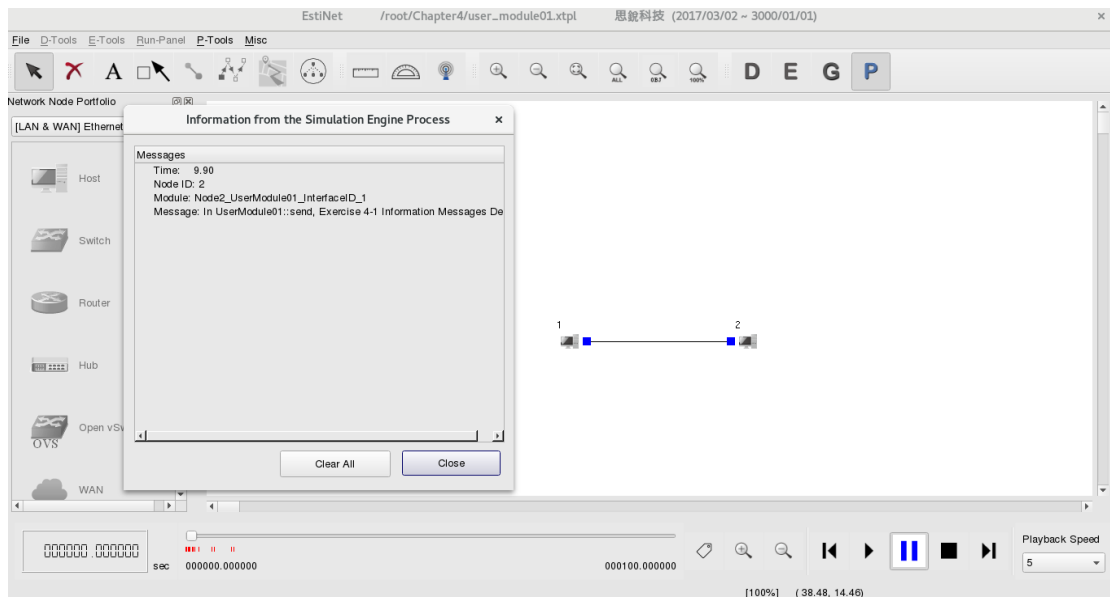 EstiNet /root/Chapter4/user_module01.xtpl 思銳科技 (2017/03/02 ~ 3000/01/01)
File D-Tools E-Tools Run-Panel P-Tools Misc
A ALL OBJ 100% D E G P
Network Node Portfolio
[LAN & WAN] Ethernet
Host
Switch
Router
Hub
Open vSw
OVS
WAN
Information from the Simulation Engine Process
Messages
Time: 9.90
Node ID: 2
Module: Node2_UserModule01_InterfaceID_1
Message: In UserModule01::send, Exercise 4-1 Information Messages De
Clear All Close
1 2
000000.000000 sec
000000.000000 000100.000000
Playback Speed
5
[100%] ( 38.48, 14.46)